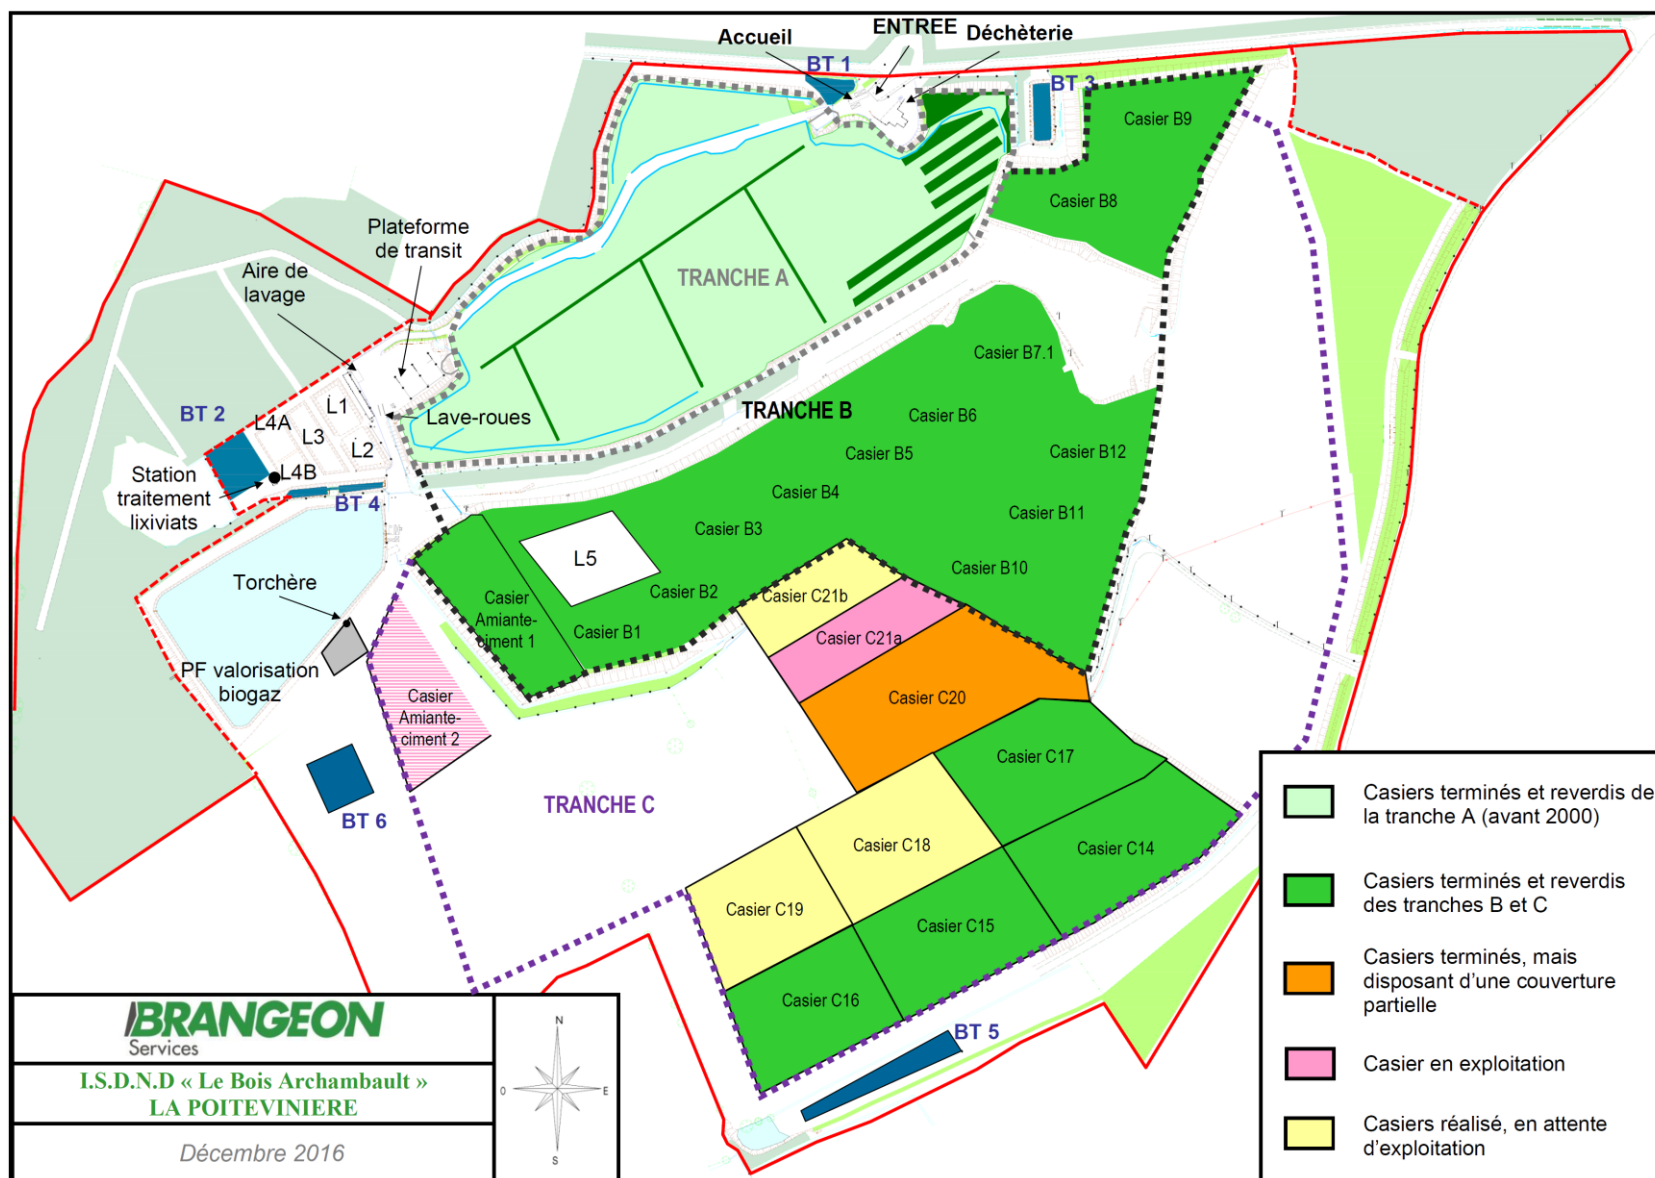 ENTREE
Accueil
Déchèterie
BT 1
BT 3
Casier B9
Casier B8
Plateforme
de transit
Aire de
lavage
TRANCHE A
Casier B7.1
TRANCHE B
Casier B6
Casier B5
Casier B12
Casier B4
Casier B11
Casier B3
Casier B10
Casier B2
Casier B1
L5
Casier
Amiante-
ciment 1
Lave-roues
BT 2
L4A
L1
L3
L2
L4B
Station
traitement
lixiviats
BT 4
Torchère
PF valorisation
biogaz
Casier
Amiante-
ciment 2
BT 6
TRANCHE C
Casier C21b
Casier C21a
Casier C20
Casier C17
Casier C18
Casier C14
Casier C19
Casier C15
Casier C16
BT 5
Casiers terminés et reverdis de
la tranche A (avant 2000)
Casiers terminés et reverdis
des tranches B et C
Casiers terminés, mais
disposant d'une couverture
partielle
Casier en exploitation
Casiers réalisé, en attente
d'exploitation
BRANGEON
Services
I.S.D.N.D « Le Bois Archambault »
LA POITEVINIERE
Décembre 2016
N
O
E
S